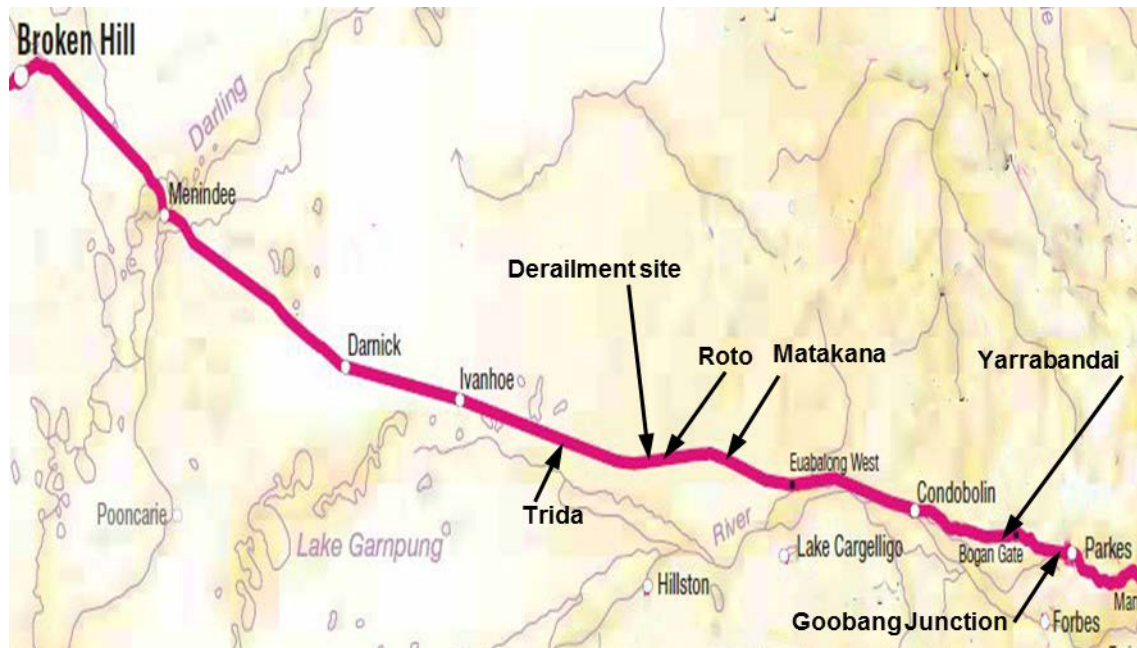 Broken Hill
Darling
Menindee
Derailment site
Darnick
Roto
Matakana
Yarrabandai
Ivanhoe
Euabalong West
Trida
Condobolin
Pooncarie
River
Lake Garnpung
Lake Cargelligo
Bogan Gate
Parkes
Hillston
Man
Goobang Junction
Forbes